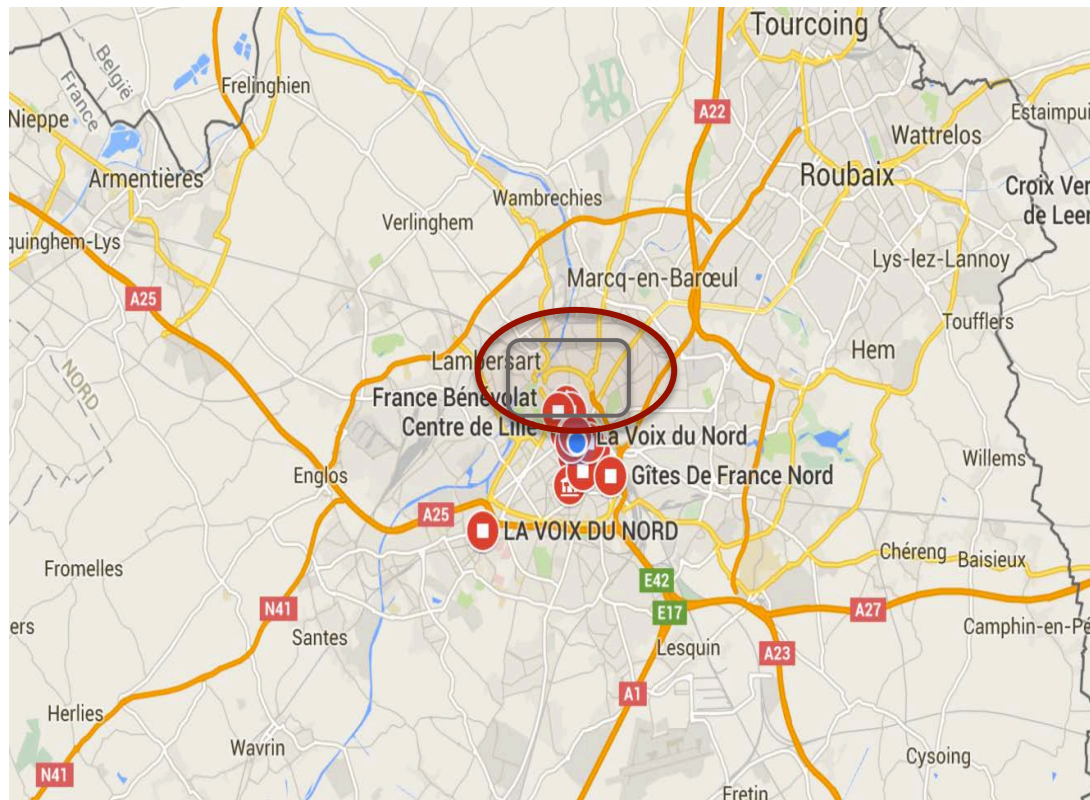 Tourcoing
België
France
Frelinghien
A22
Estaimpui
Nieppe
Wattrelos
Armentières
Roubaix
Croix Ver
de Leer
Wambrechies
Verlinghem
quinghem-Lys
Lys-lez-Lannoy
Marcq-en-Barœul
A25
Toufflers
Hem
Lambersart
NORD
France Bénévolat
Centre de Lille
La Voix du Nord
Willems
Englos
Gîtes De France Nord
A25
LA VOIX DU NORD
Chéreng
Baisieux
Fromelles
E42
N41
E17
A27
ers
Santes
Camphin-en-Pé
Lesquin
A23
A1
Herlies
Wavrin
Cysoing
N41
Fretin